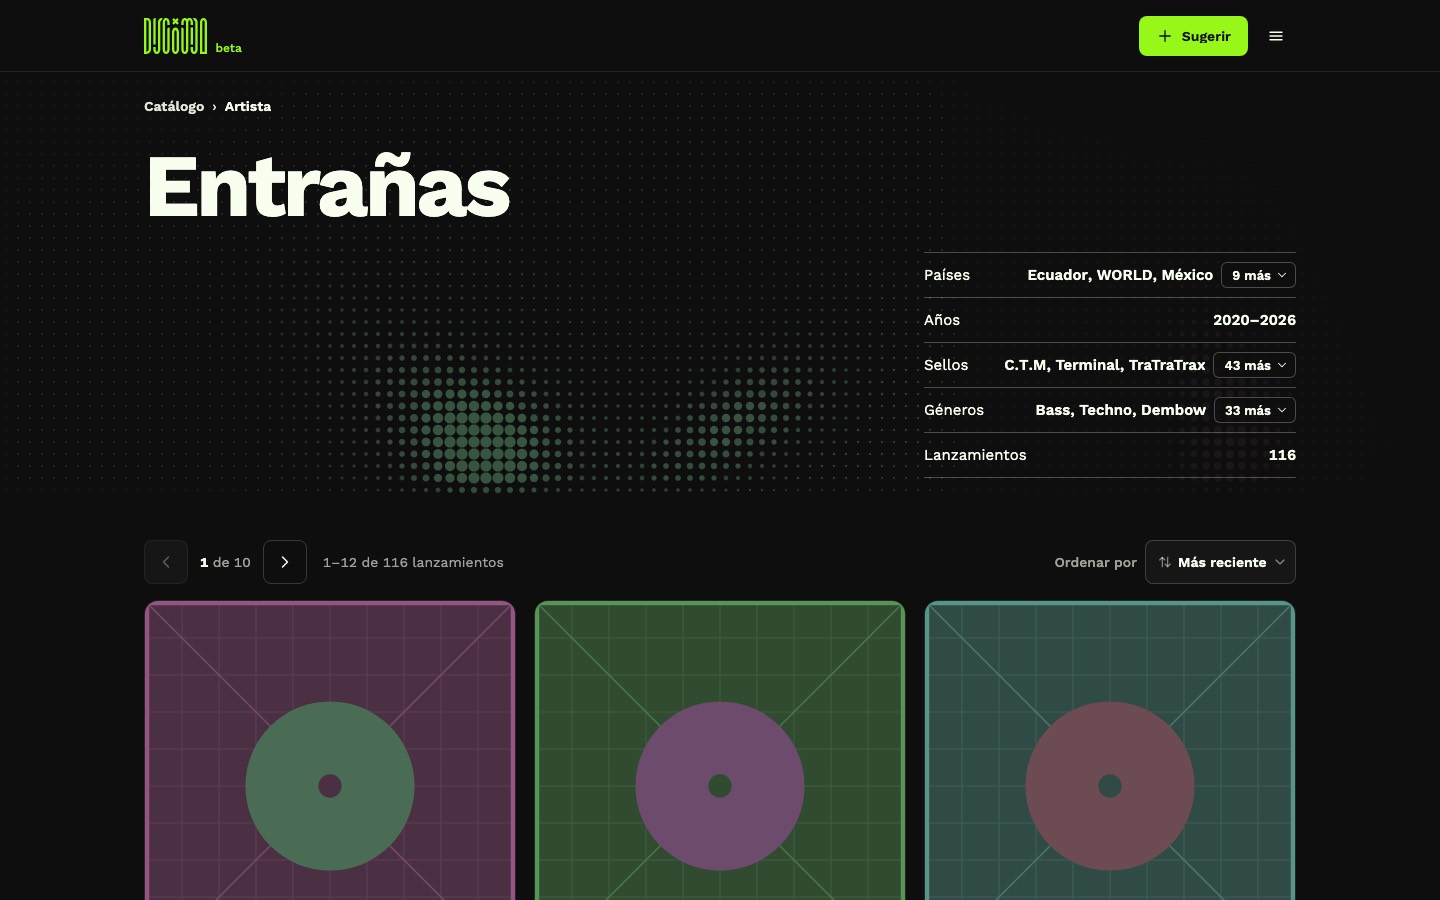 beta
Sugerir
Catálogo › Artista
Entrañas
Países Ecuador, WORLD, México 9 más
Años 2020–2026
Sellos C.T.M, Terminal, TraTraTrax 43 más
Géneros Bass, Techno, Dembow 33 más
Lanzamientos 116
1 de 10 1–12 de 116 lanzamientos Ordenar por Más reciente